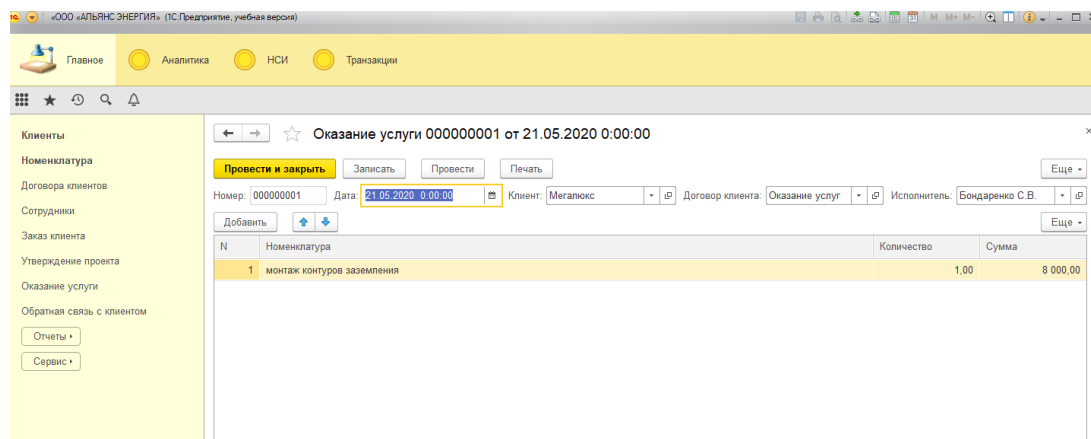 «ООО «АЛЬЯНС ЭНЕРГИЯ» (1С:Предприятие, учебная версия) M M+ M-
Главное Аналитика НСИ Транзакции
Клиенты
Номенклатура
Договора клиентов
Сотрудники
Заказ клиента
Утверждение проекта
Оказание услуги
Обратная связь с клиентом
Отчеты
Сервис
Оказание услуги 000000001 от 21.05.2020 0:00:00
Провести и закрыть Записать Провести Печать Еще
Номер: 000000001 Дата: 21.05.2020 0:00:00 Клиент: Мегалюкс Договор клиента: Оказание услуг Исполнитель: Бондаренко С.В.
Добавить Еще
N Номенклатура Количество Сумма
1 монтаж контуров заземления 1,00 8 000,00